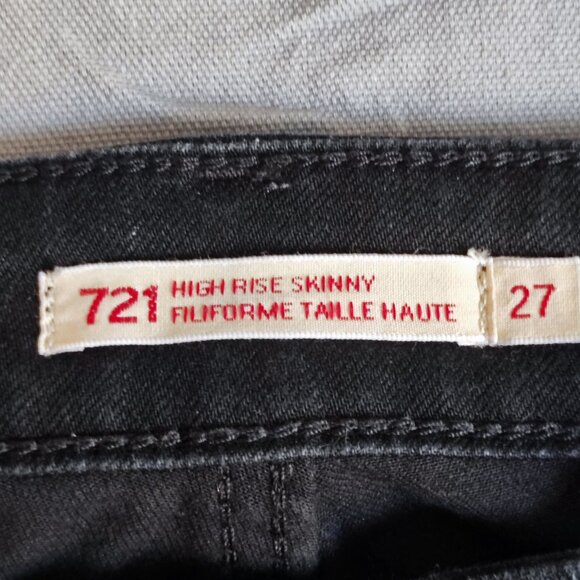 721 HIGH RISE SKINNY
FILIFORME TAILLE HAUTE
27